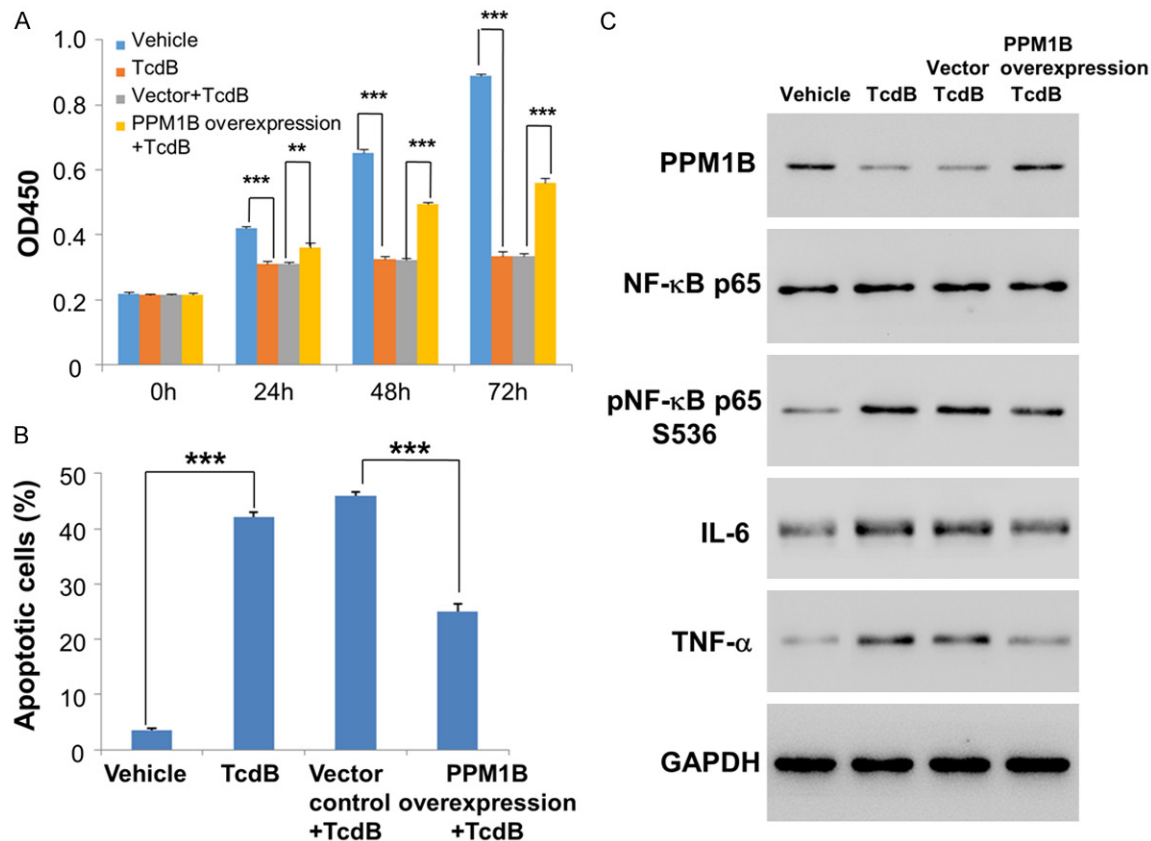 A
OD450
1.0
0.8
0.6
0.4
0.2
0
Vehicle
TcdB
Vector+TcdB
PPM1B overexpression
+TcdB
***
**
***
***
***
***
0h
24h
48h
72h
B
Apoptotic cells (%)
50
40
30
20
10
0
***
***
Vehicle
TcdB
Vector
control
+TcdB
PPM1B
overexpression
+TcdB
C
Vehicle
TcdB
Vector
TcdB
PPM1B
overexpression
TcdB
PPM1B
NF-κB p65
pNF-κB p65
S536
IL-6
TNF-α
GAPDH